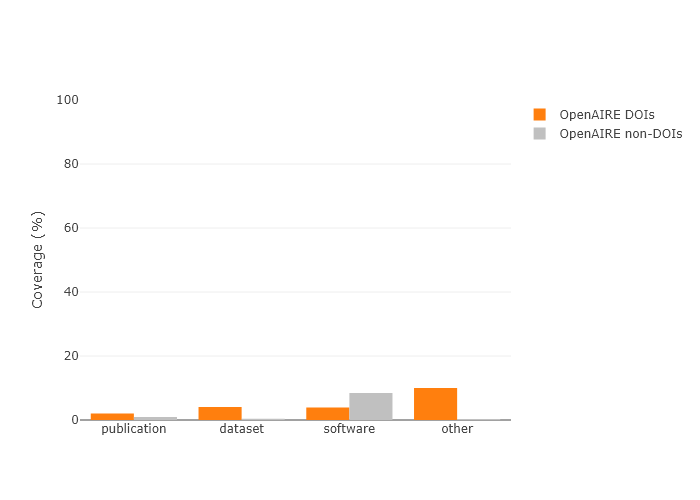 100
80
60
40
20
0
Coverage (%)
publication
dataset
software
other
OpenAIRE DOIs
OpenAIRE non-DOIs